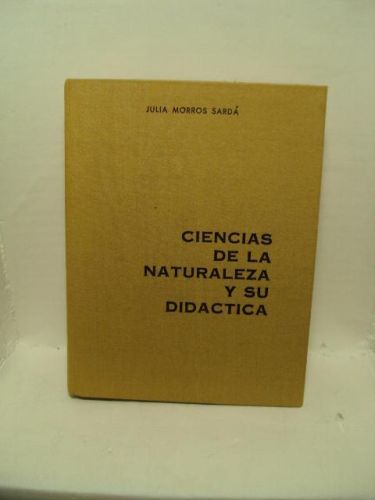 JULIA MORROS SARDÁ
CIENCIAS
DE LA
NATURALEZA
Y SU
DIDACTICA